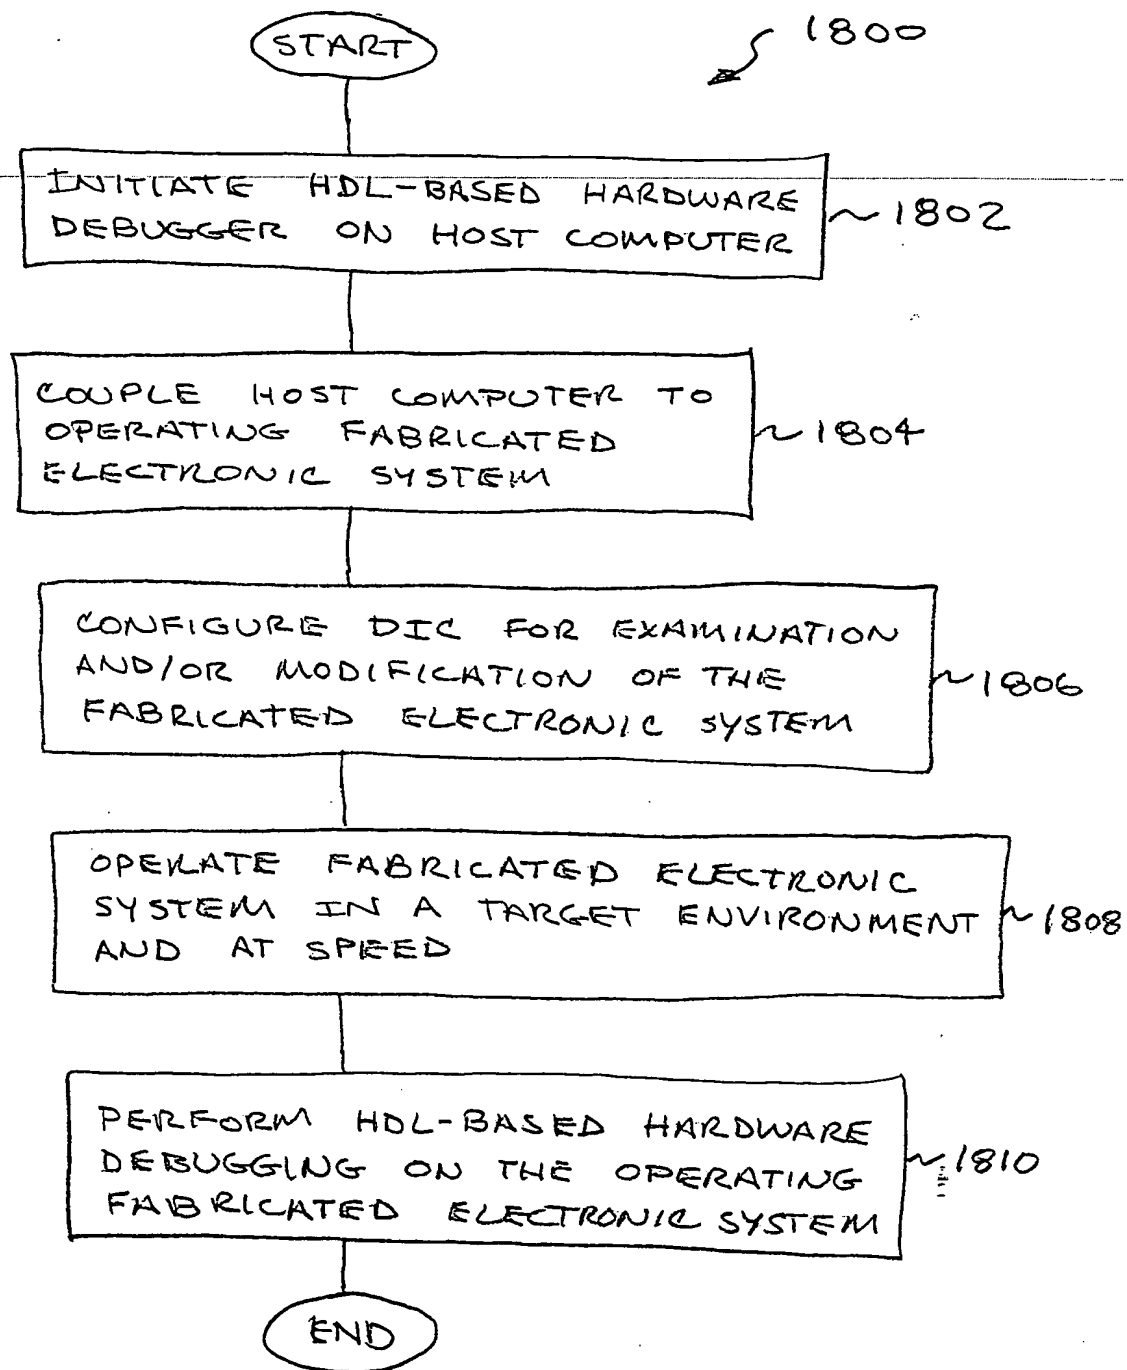 START
1800
INITIATE HDL-BASED HARDWARE
DEBUGGER ON HOST COMPUTER
1802
COUPLE HOST COMPUTER TO
OPERATING FABRICATED
ELECTRONIC SYSTEM
1804
CONFIGURE DIC FOR EXAMINATION
AND/OR MODIFICATION OF THE
FABRICATED ELECTRONIC SYSTEM
1806
OPERATE FABRICATED ELECTRONIC
SYSTEM IN A TARGET ENVIRONMENT
AND AT SPEED
1808
PERFORM HDL-BASED HARDWARE
DEBUGGING ON THE OPERATING
FABRICATED ELECTRONIC SYSTEM
1810
END